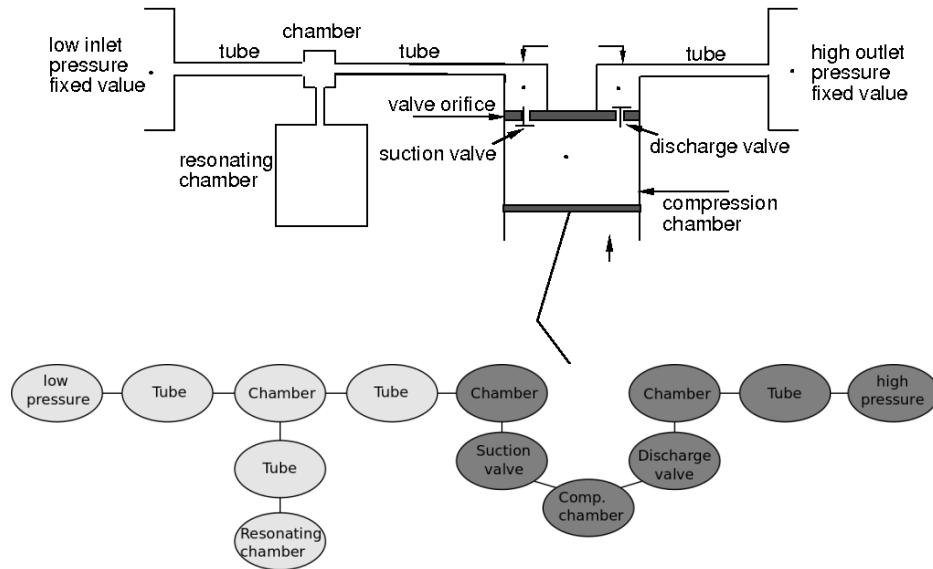 chamber
low inlet
pressure
fixed value
tube
tube
tube
high outlet
pressure
fixed value
valve orifice
suction valve
discharge valve
resonating
chamber
compression
chamber
low
pressure
Tube
Chamber
Tube
Chamber
Chamber
Tube
high
pressure
Tube
Suction
valve
Discharge
valve
Comp.
chamber
Resonating
chamber